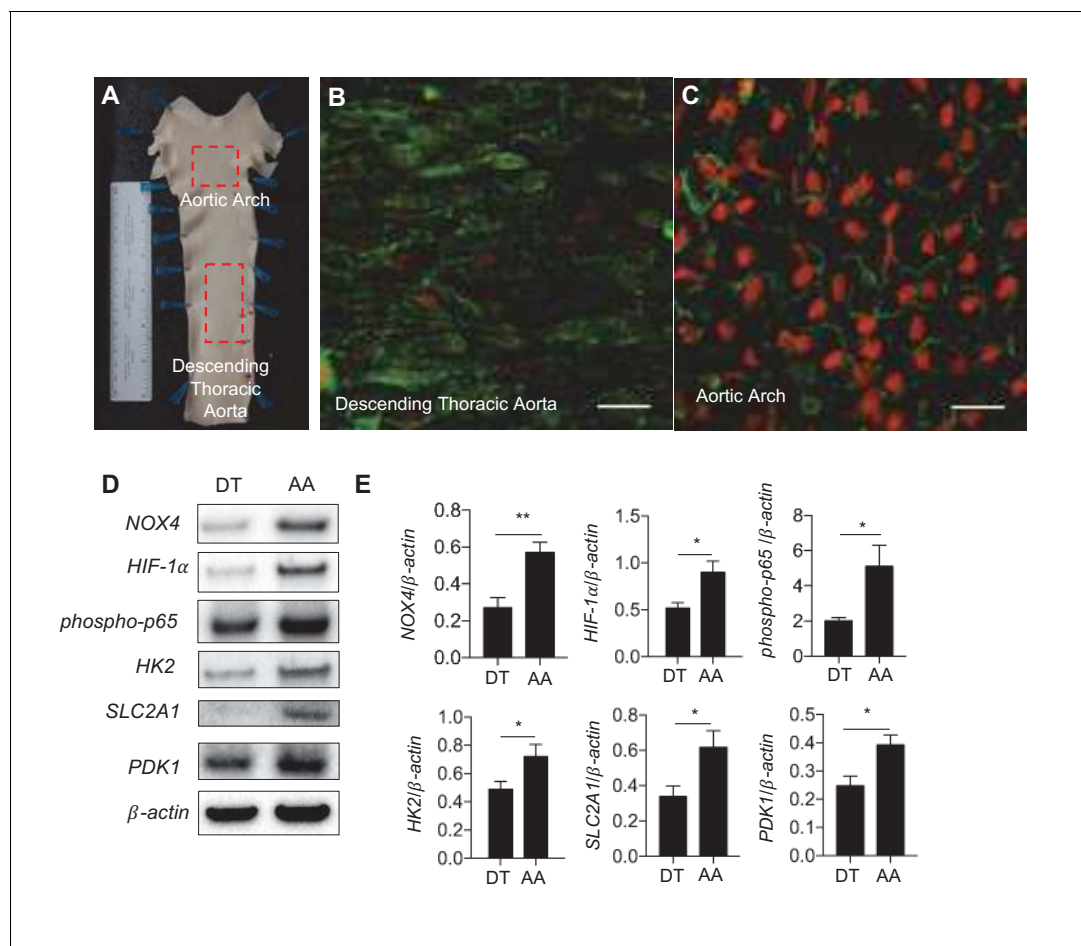 A
Aortic Arch
Descending
Thoracic
Aorta
B
Descending Thoracic Aorta
C
Aortic Arch
D
DT AA
NOX4
HIF-1α
phospho-p65
HK2
SLC2A1
PDK1
β-actin
E
NOX4/β-actin
0.8
0.6
0.4
0.2
0.0
**
DT AA
HIF-1α/β-actin
1.5
1.0
0.5
0.0
*
DT AA
phospho-p65/β-actin
8
6
4
2
0
*
DT AA
HK2/β-actin
1.0
0.8
0.6
0.4
0.2
0.0
*
DT AA
SLC2A1/β-actin
0.8
0.6
0.4
0.2
0.0
*
DT AA
PDK1/β-actin
0.5
0.4
0.3
0.2
0.1
0.0
*
DT AA